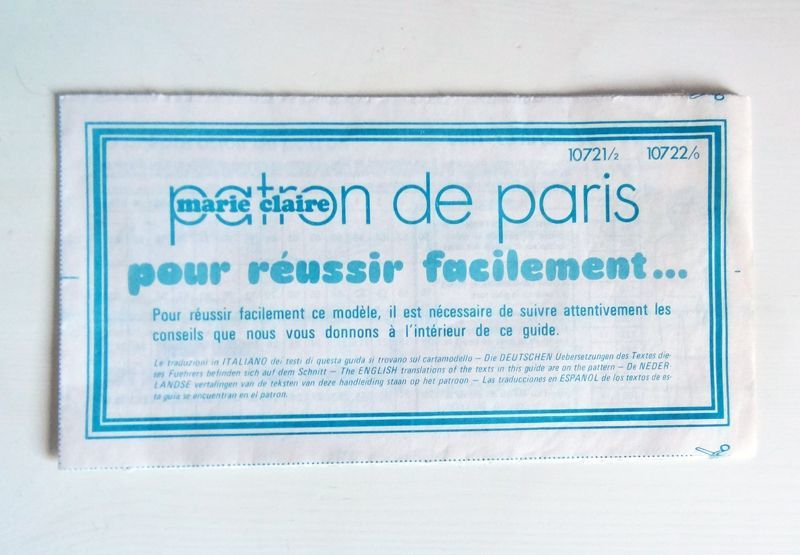 10721/2 10722/0
patron de paris
marie claire
pour réussir facilement...
Pour réussir facilement ce modèle, il est nécessaire de suivre attentivement les
conseils que nous vous donnons à l'intérieur de ce guide.
Le traduzioni in ITALIANO dei testi di questa guida si trovano sul cartamodello – Die DEUTSCHEN Uebersetzungen des Textes die-
ses Fuehrers befinden sich auf dem Schnitt – The ENGLISH translations of the texts in this guide are on the pattern – De NEDER-
LANDSE vertalingen van de teksten van deze handleiding staan op het patroon – Las traducciones en ESPANOL de los textos de es-
ta guía se encuentran en el patron.